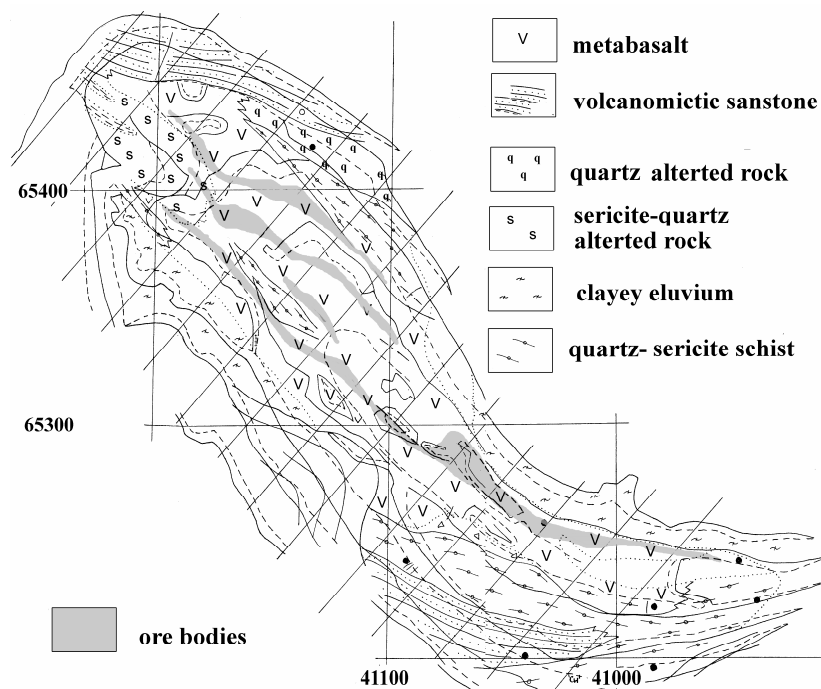 V metabasalt
volcanomictic sanstone
q q
q
quartz alterted rock
s
s
sericite-quartz
alterted rock
clayey eluvium
quartz- sericite schist
65400
65300
ore bodies
41100
41000